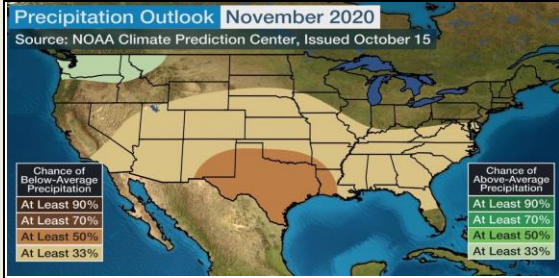 Precipitation Outlook November 2020
Source: NOAA Climate Prediction Center, Issued October 15
Chance of
Below-Average
Precipitation
At Least 90%
At Least 70%
At Least 50%
At Least 33%
Chance of
Above-Average
Precipitation
At Least 90%
At Least 70%
At Least 50%
At Least 33%